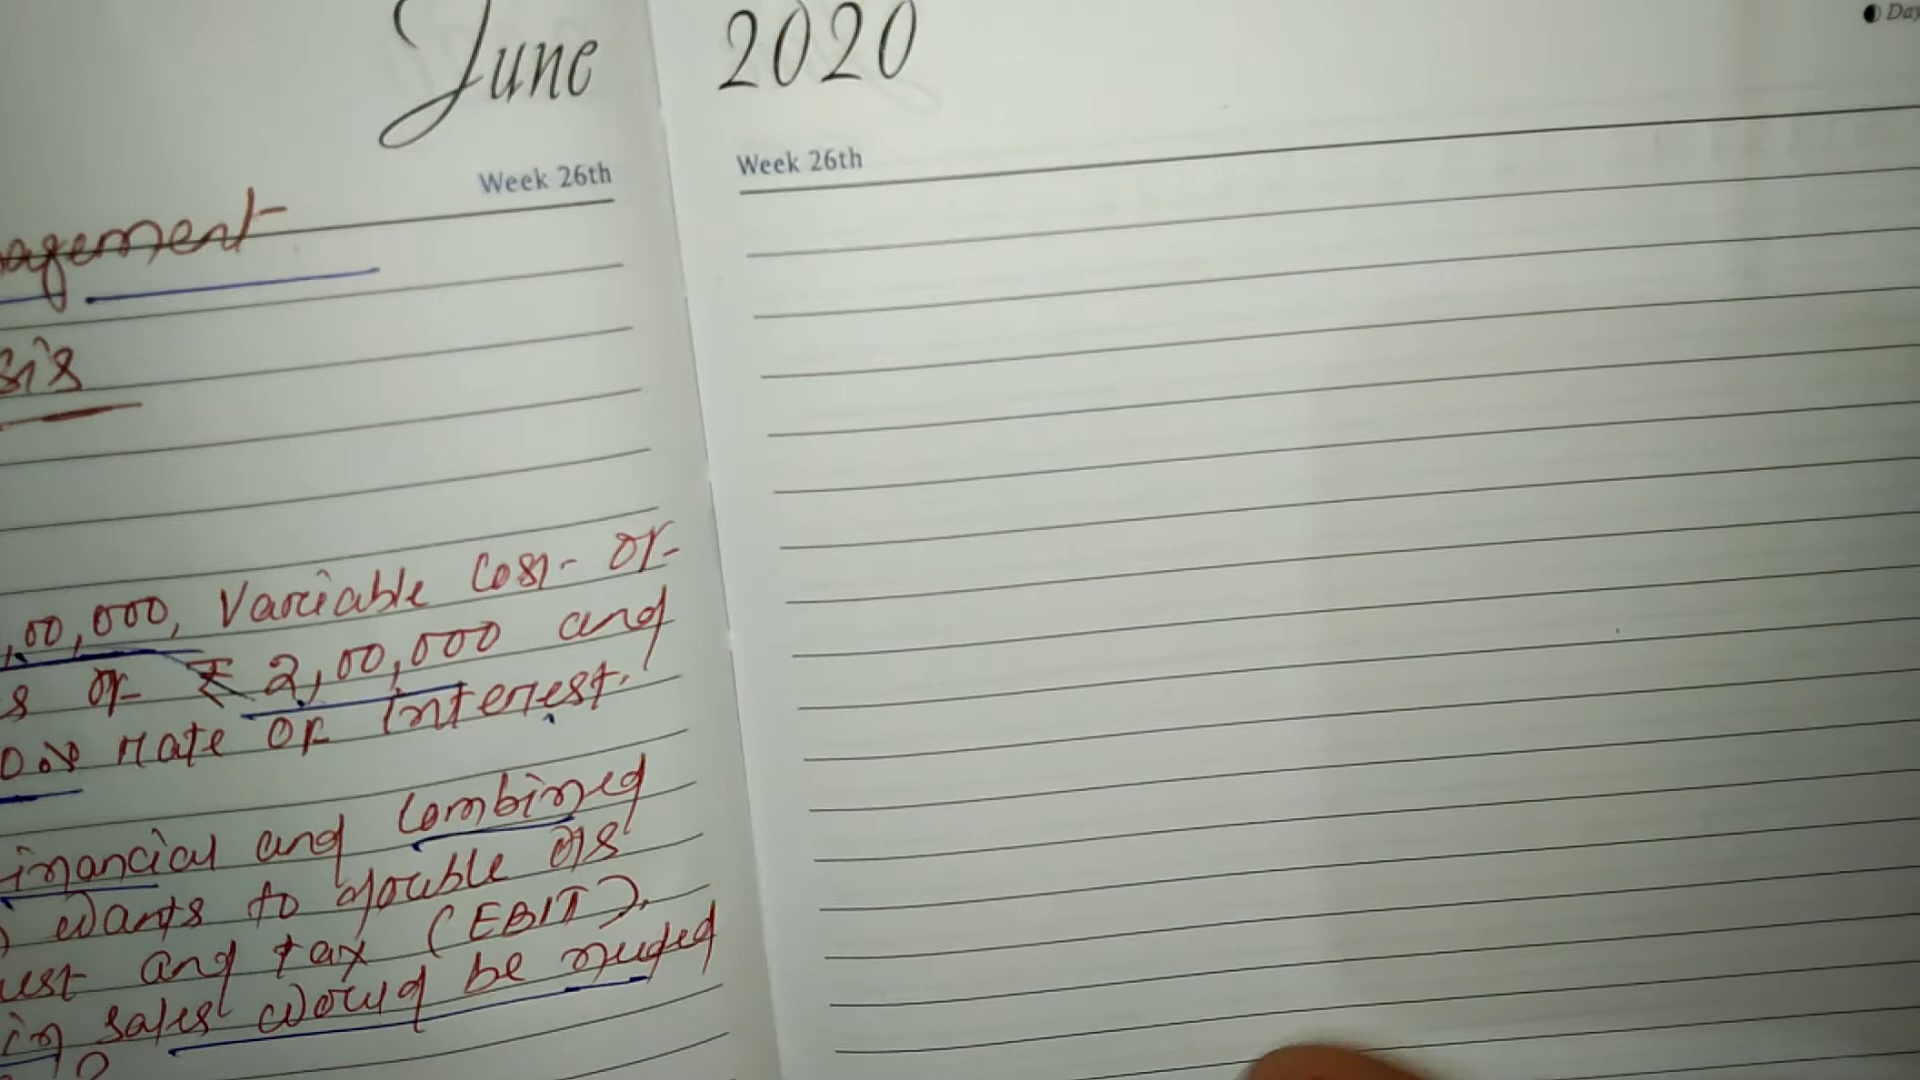 June 2020
Day
Week 26th
Week 26th
agement
sis
,00,000, Variable Cost of
s of ₹ 2,00,000 and
rate of interest.
inancial and Combined
wants to double its
est and tax (EBIT).
in sales would be needed
?